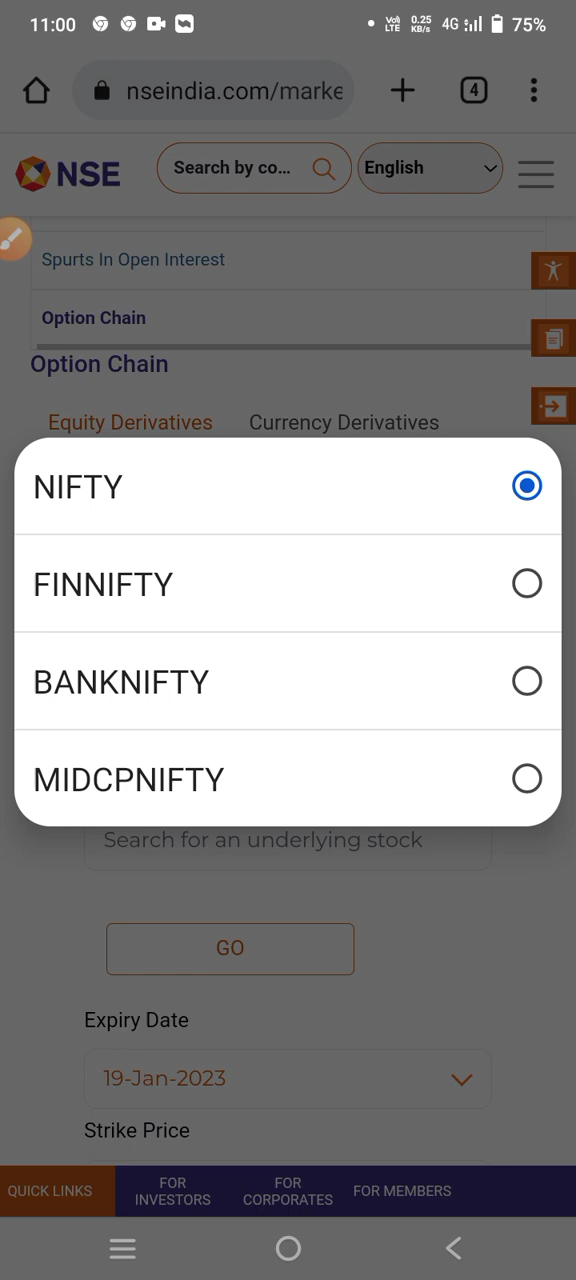 11:00
Vo)
LTE
0.25
KB/s
4G
75%
nseindia.com/marke
4
NSE
Search by co...
English
Spurts In Open Interest
Option Chain
Option Chain
Equity Derivatives
Currency Derivatives
NIFTY
FINNIFTY
BANKNIFTY
MIDCPNIFTY
Search for an underlying stock
GO
Expiry Date
19-Jan-2023
Strike Price
QUICK LINKS
FOR
INVESTORS
FOR
CORPORATES
FOR MEMBERS